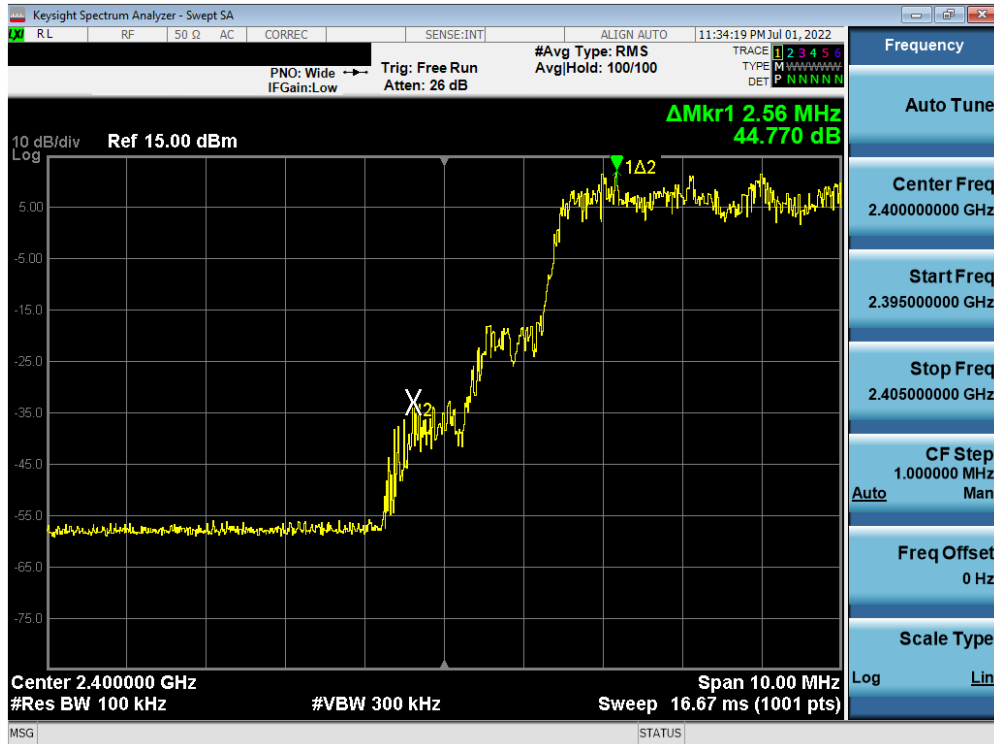 Keysight Spectrum Analyzer - Swept SA
LXI RL RF 50 Ω AC CORREC SENSE:INT ALIGN AUTO 11:34:19 PM Jul 01, 2022
PNO: Wide
IFGain:Low
Trig: Free Run
Atten: 26 dB
#Avg Type: RMS
Avg|Hold: 100/100
TRACE 1 2 3 4 5 6
TYPE M WWWWW
DET P N N N N N
ΔMkr1 2.56 MHz
44.770 dB
10 dB/div
Log
Ref 15.00 dBm
1Δ2
5.00
-5.00
-15.0
-25.0
-35.0
X2
-45.0
-55.0
-65.0
-75.0
Center 2.400000 GHz
Span 10.00 MHz
#Res BW 100 kHz
#VBW 300 kHz
Sweep 16.67 ms (1001 pts)
MSG
STATUS
Frequency
Auto Tune
Center Freq
2.400000000 GHz
Start Freq
2.395000000 GHz
Stop Freq
2.405000000 GHz
CF Step
1.000000 MHz
Auto Man
Freq Offset
0 Hz
Scale Type
Log Lin